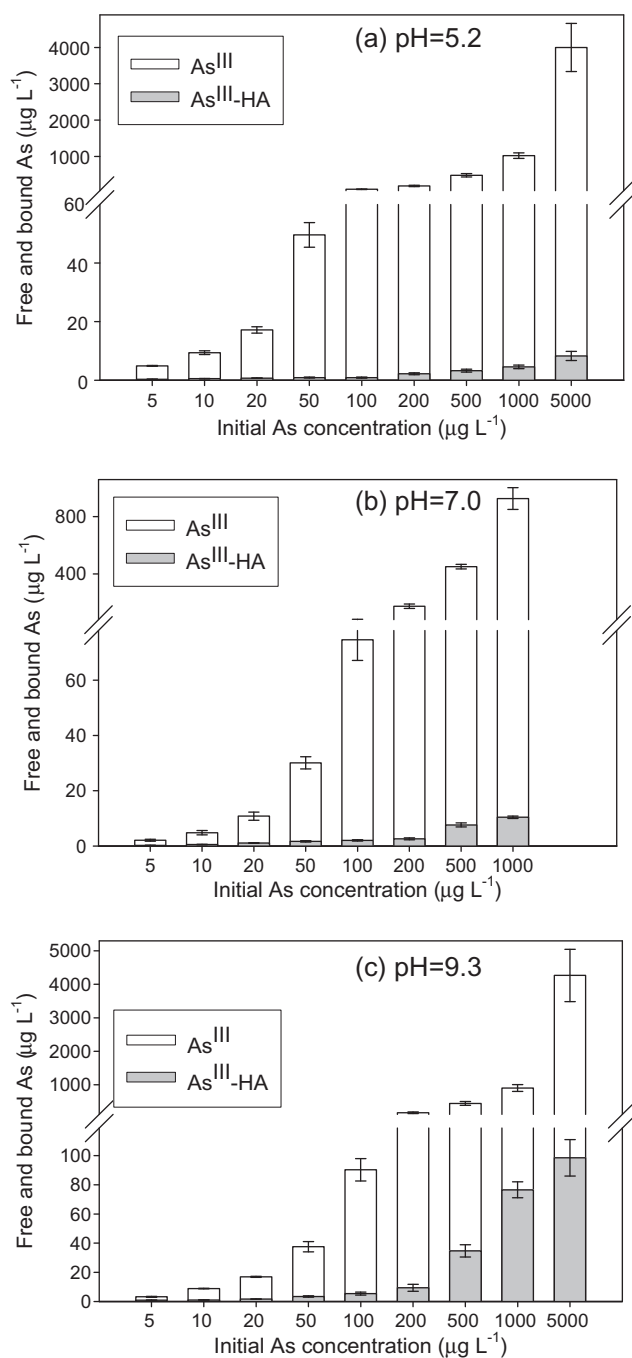 (a) pH=5.2
As^III
As^III-HA
Free and bound As (µg L^-1)
4000
3000
2000
1000
60
40
20
0
5 10 20 50 100 200 500 1000 5000
Initial As concentration (µg L^-1)
(b) pH=7.0
As^III
As^III-HA
Free and bound As (µg L^-1)
800
400
60
40
20
0
5 10 20 50 100 200 500 1000
Initial As concentration (µg L^-1)
(c) pH=9.3
As^III
As^III-HA
Free and bound As (µg L^-1)
5000
4000
3000
2000
1000
100
80
60
40
20
0
5 10 20 50 100 200 500 1000 5000
Initial As concentration (µg L^-1)